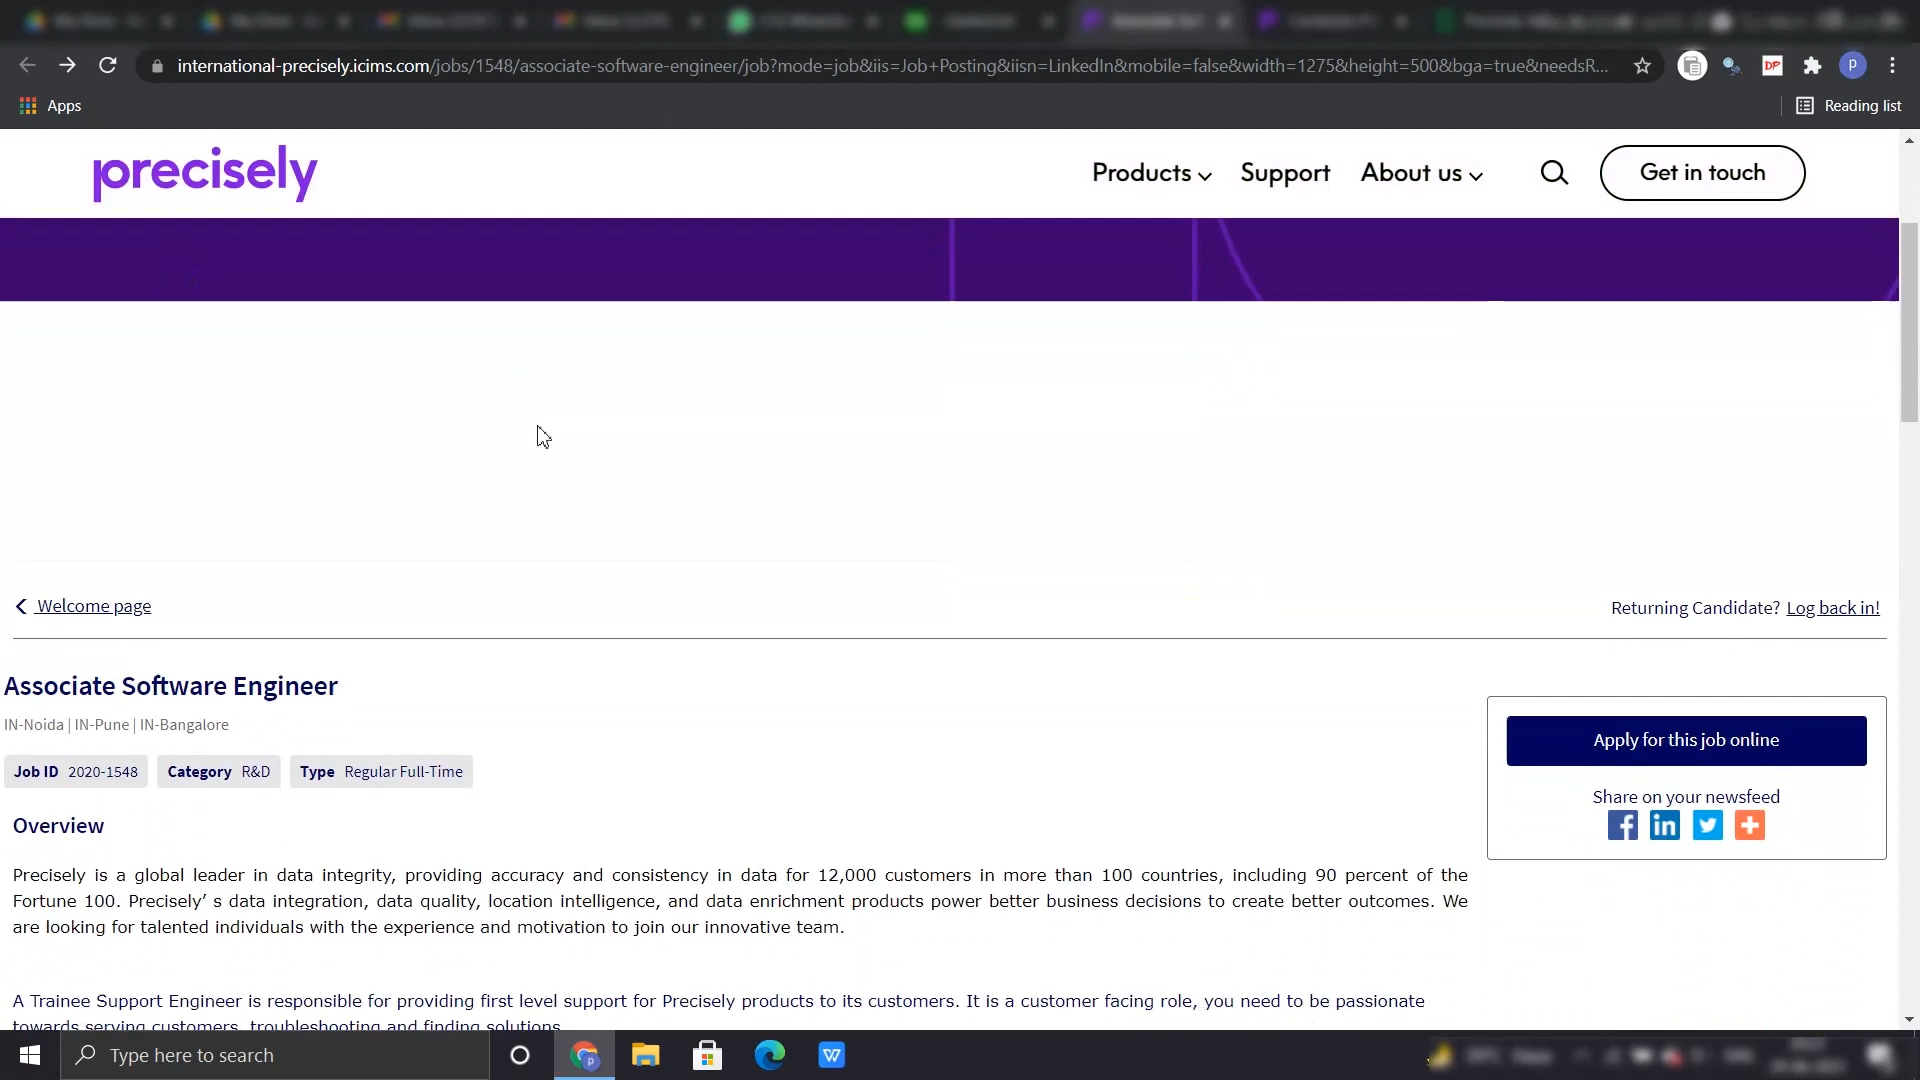 international-precisely.icims.com/jobs/1548/associate-software-engineer/job?mode=job&iis=Job+Posting&iisn=LinkedIn&mobile=false&width=1275&height=500&bga=true&needsR...
DP
P
Apps
Reading list
precisely
Products
Support
About us
Get in touch
Welcome page
Returning Candidate? Log back in!
Associate Software Engineer
IN-Noida | IN-Pune | IN-Bangalore
Job ID 2020-1548 Category R&D Type Regular Full-Time
Apply for this job online
Share on your newsfeed
Overview
Precisely is a global leader in data integrity, providing accuracy and consistency in data for 12,000 customers in more than 100 countries, including 90 percent of the
Fortune 100. Precisely’ s data integration, data quality, location intelligence, and data enrichment products power better business decisions to create better outcomes. We
are looking for talented individuals with the experience and motivation to join our innovative team.
A Trainee Support Engineer is responsible for providing first level support for Precisely products to its customers. It is a customer facing role, you need to be passionate
towards serving customers, troubleshooting and finding solutions.
Type here to search